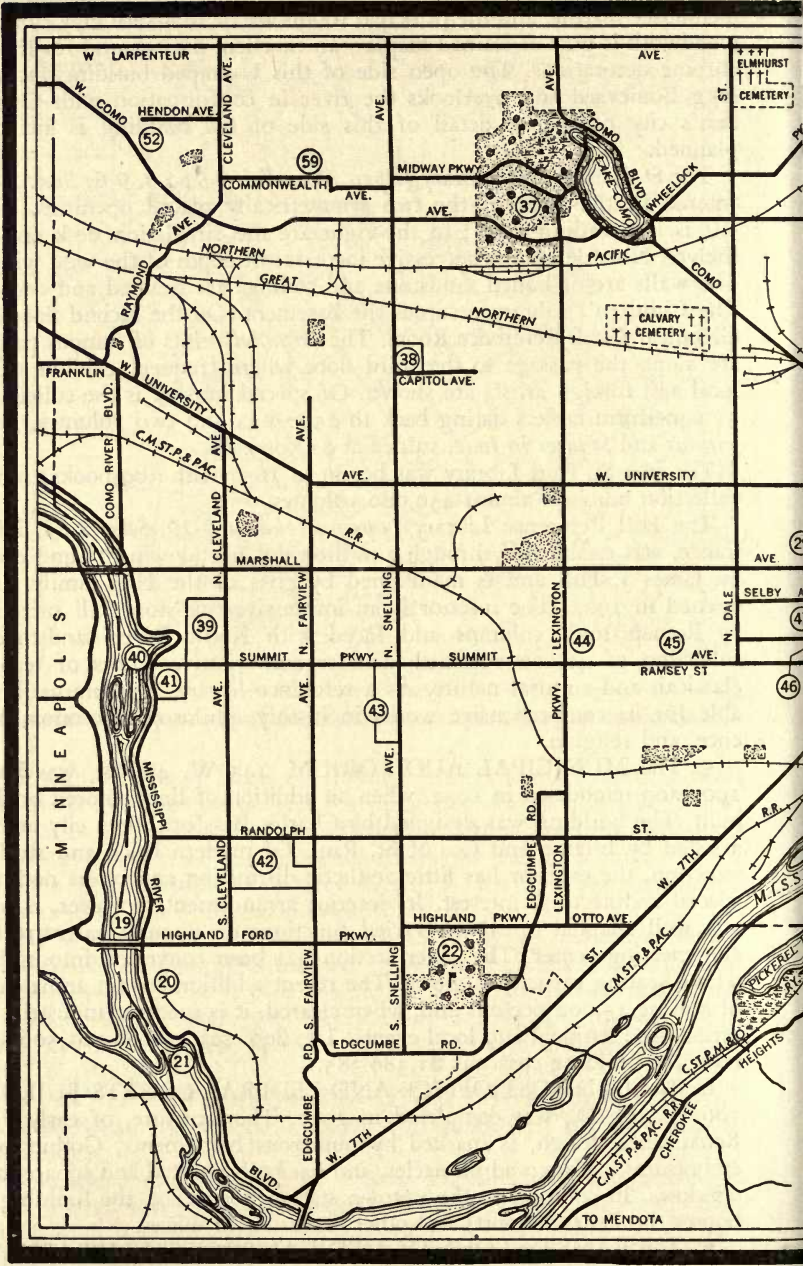 W LARPENTEUR AVE.
ELMHURST
CEMETERY
ST.
W. COMO
HENDON AVE
CLEVELAND AVE.
AVE.
52
59
COMMONWEALTH
AVE.
MIDWAY PKWY
AVE.
37
COMO
BLVD
LAKE COMO
WHEELOCK
RAYMOND
AVE.
NORTHERN
PACIFIC
GREAT
NORTHERN
COMO
CALVARY
CEMETERY
38
CAPITOL AVE.
FRANKLIN
W. UNIVERSITY
BLVD.
COMO RIVER
C.M.ST.P & PAC.
R.R.
AVE
AVE.
AVE.
W. UNIVERSITY
N. CLEVELAND
MARSHALL
AVE.
N. FAIRVIEW
N. SNELLING
LEXINGTON
PKWY.
N. DALE
SELBY
39
44
45
40
41
SUMMIT
PKWY.
SUMMIT
AVE.
RAMSEY ST
46
AVE.
AVE.
43
AVE.
MINNEAPOLIS
MISSISSIPPI
RIVER
RANDOLPH
ST.
S. CLEVELAND
42
EDGCUMBE RD.
LEXINGTON
W. 7TH
ST.
R.R.
C.M.ST.P.& PAC.
19
HIGHLAND
FORD
PKWY.
HIGHLAND PKWY.
OTTO AVE.
22
20
21
S. FAIRVIEW
S. SNELLING
EDGCUMBE RD.
EDGCUMBE RD.
W. 7TH
BLVD
MISS
PICKEREL
C.ST.P.M.& O
HEIGHTS
CHEROKEE
C.M.ST.P.& PAC. R.R.
TO MENDOTA